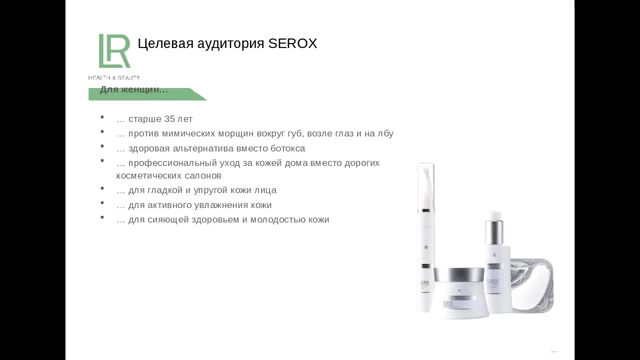 LR
Целевая аудитория SEROX
HEALTH & BEAUTY
Для женщин…
… старше 35 лет
… против мимических морщин вокруг губ, возле глаз и на лбу
… здоровая альтернатива вместо ботокса
… профессиональный уход за кожей дома вместо дорогих
косметических салонов
… для гладкой и упругой кожи лица
… для активного увлажнения кожи
… для сияющей здоровьем и молодостью кожи